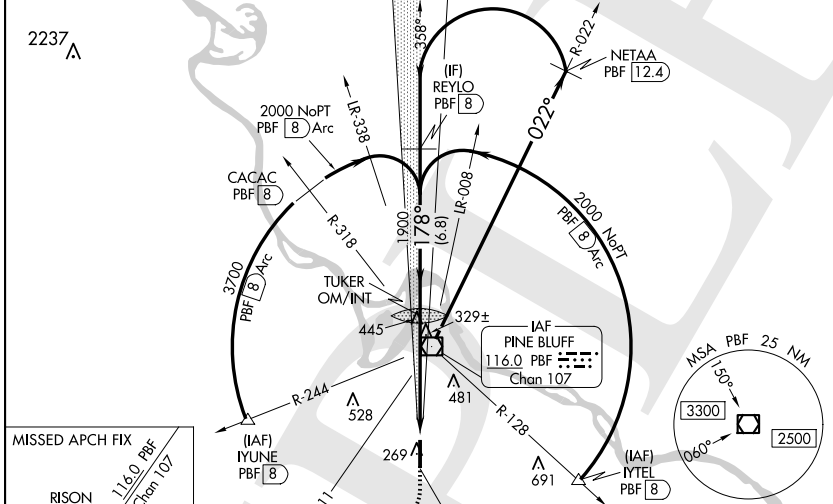 2237
358°
R-022
NETAA
PBF 12.4
(IF)
REYLO
PBF 8
022°
2000 NoPT
PBF 8 Arc
LR-338
LR-008
CACAC
PBF 8
R-318
1900
178°
(6.8)
2000 NoPT
PBF 8 Arc
3700
PBF 8 Arc
TUKER
OM/INT
445
329±
IAF
PINE BLUFF
116.0 PBF
Chan 107
MSA PBF 25 NM
150°
3300
060°
2500
R-244
528
481
R-128
(IAF)
IYUNE
PBF 8
269
691
(IAF)
IYTEL
PBF 8
MISSED APCH FIX
116.0 PBF
Chan 107
RISON
11